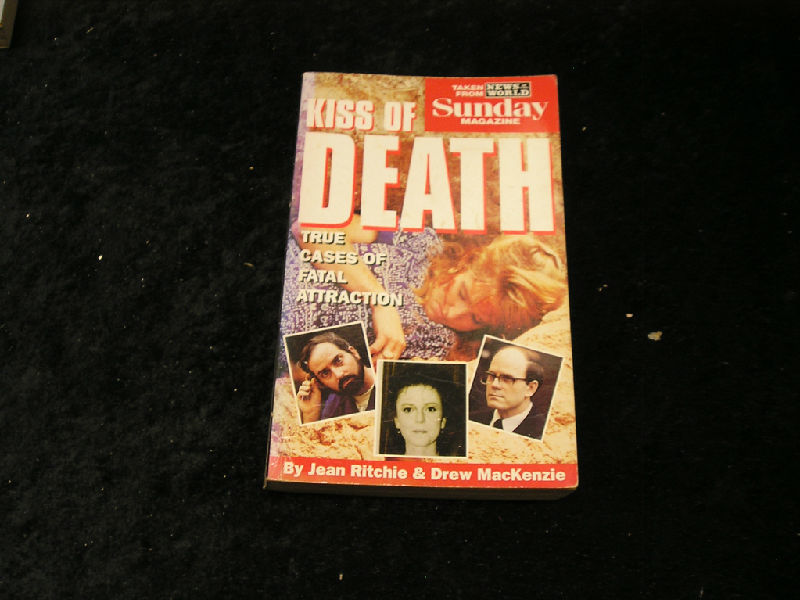 TAKEN FROM NEWS OF THE WORLD
Sunday
MAGAZINE
KISS OF
DEATH
TRUE
CASES OF
FATAL
ATTRACTION
By Jean Ritchie & Drew MacKenzie